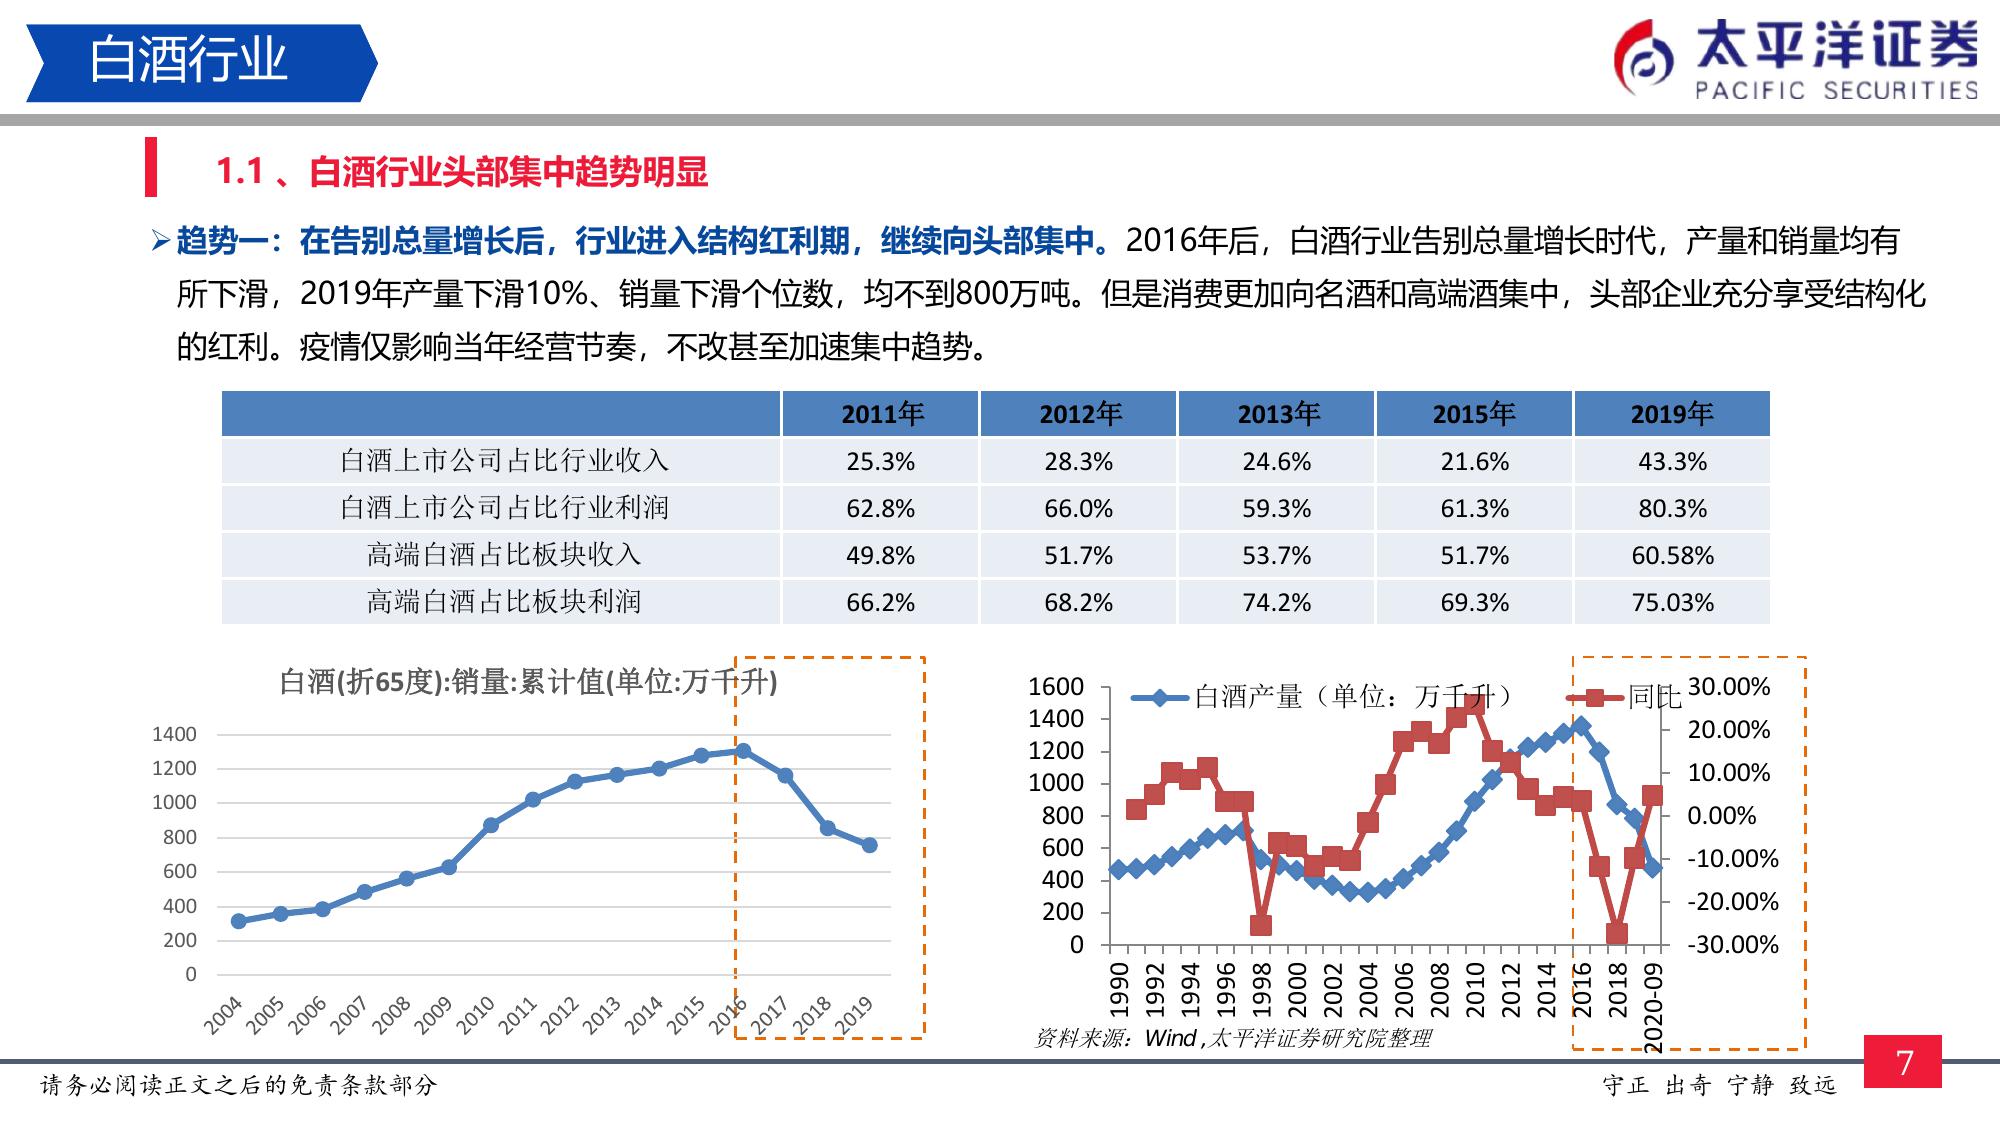 白酒行业
太平洋证券
PACIFIC SECURITIES
1.1 、白酒行业头部集中趋势明显
➢趋势一：在告别总量增长后，行业进入结构红利期，继续向头部集中。2016年后，白酒行业告别总量增长时代，产量和销量均有
所下滑，2019年产量下滑10%、销量下滑个位数，均不到800万吨。但是消费更加向名酒和高端酒集中，头部企业充分享受结构化
的红利。疫情仅影响当年经营节奏，不改甚至加速集中趋势。
2011年 2012年 2013年 2015年 2019年
白酒上市公司占比行业收入 25.3% 28.3% 24.6% 21.6% 43.3%
白酒上市公司占比行业利润 62.8% 66.0% 59.3% 61.3% 80.3%
高端白酒占比板块收入 49.8% 51.7% 53.7% 51.7% 60.58%
高端白酒占比板块利润 66.2% 68.2% 74.2% 69.3% 75.03%
白酒(折65度):销量:累计值(单位:万千升)
1400
1200
1000
800
600
400
200
0
2004 2005 2006 2007 2008 2009 2010 2011 2012 2013 2014 2015 2016 2017 2018 2019
白酒产量（单位：万千升） 同比
1600
1400
1200
1000
800
600
400
200
0
30.00%
20.00%
10.00%
0.00%
-10.00%
-20.00%
-30.00%
1990 1992 1994 1996 1998 2000 2002 2004 2006 2008 2010 2012 2014 2016 2018 2020-09
资料来源：Wind ,太平洋证券研究院整理
请务必阅读正文之后的免责条款部分
守正 出奇 宁静 致远
7